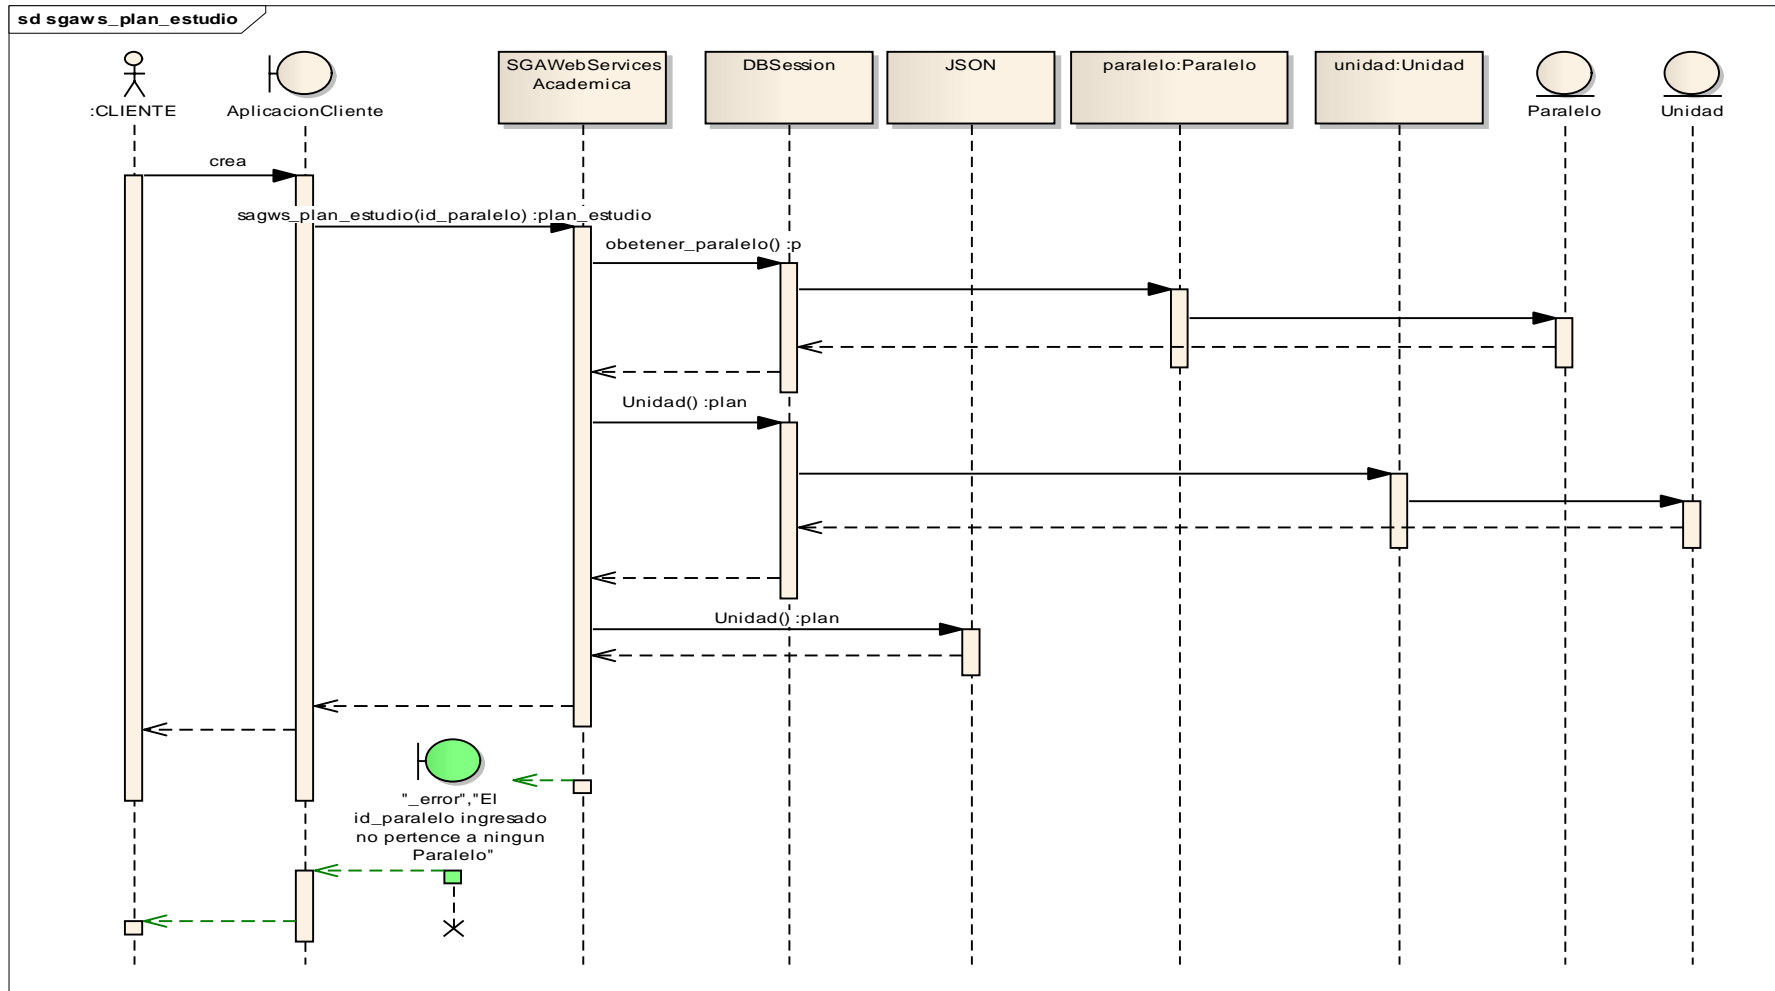 sd sgaws_plan_estudio
:CLIENTE
AplicacionCliente
SGAWebServices
Academica
DBSession
JSON
paralelo:Paralelo
unidad:Unidad
Paralelo
Unidad
crea
sagws_plan_estudio(id_paralelo) :plan_estudio
obetener_paralelo() :p
Unidad() :plan
Unidad() :plan
"_error","El
id_paralelo ingresado
no pertence a ningun
Paralelo"